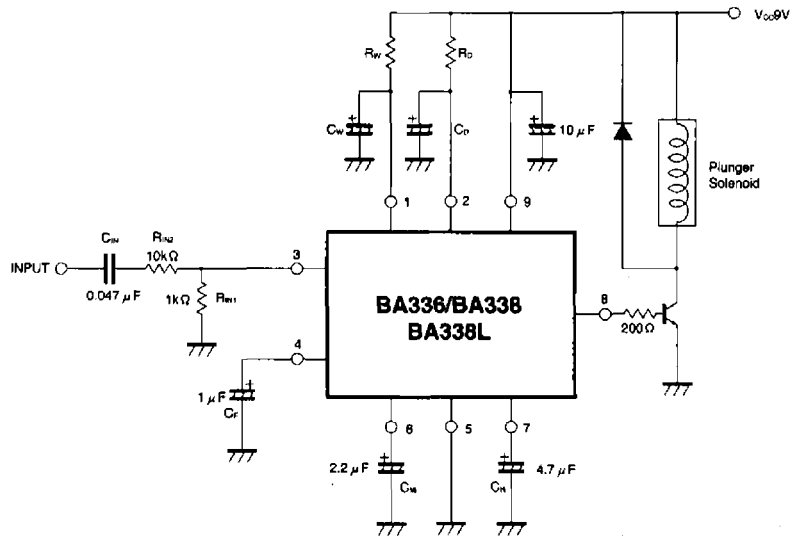 Vcc9V
Rw
RD
Cw
+
+
CD
+
10μF
Plunger
Solenoid
1
2
9
CIN
RIN2
10kΩ
INPUT
0.047μF
1kΩ
RIN1
3
BA336/BA338
BA338L
8
200Ω
4
1μF
+
CF
6
5
7
2.2μF
+
CM
+
CH
4.7μF